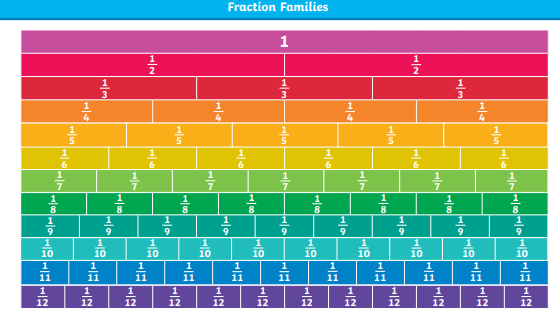 Fraction Families
1
1/2 1/2
1/3 1/3 1/3
1/4 1/4 1/4 1/4
1/5 1/5 1/5 1/5 1/5
1/6 1/6 1/6 1/6 1/6 1/6
1/7 1/7 1/7 1/7 1/7 1/7 1/7
1/8 1/8 1/8 1/8 1/8 1/8 1/8 1/8
1/9 1/9 1/9 1/9 1/9 1/9 1/9 1/9 1/9
1/10 1/10 1/10 1/10 1/10 1/10 1/10 1/10 1/10 1/10
1/11 1/11 1/11 1/11 1/11 1/11 1/11 1/11 1/11 1/11 1/11
1/12 1/12 1/12 1/12 1/12 1/12 1/12 1/12 1/12 1/12 1/12 1/12